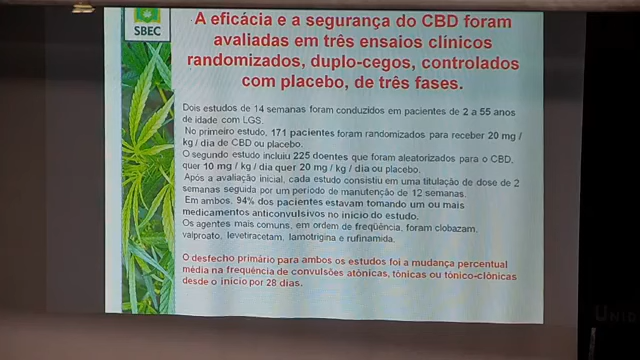 SBEC
A eficácia e a segurança do CBD foram
avaliadas em três ensaios clínicos
randomizados, duplo-cegos, controlados
com placebo, de três fases.
Dois estudos de 14 semanas foram conduzidos em pacientes de 2 a 55 anos
de idade com LGS.
No primeiro estudo, 171 pacientes foram randomizados para receber 20 mg /
kg / dia de CBD ou placebo.
O segundo estudo incluiu 225 doentes que foram aleatorizados para o CBD,
quer 10 mg / kg / dia quer 20 mg / kg / dia ou placebo.
Após a avaliação inicial, cada estudo consistiu em uma titulação de dose de 2
semanas seguida por um período de manutenção de 12 semanas.
Em ambos, 94% dos pacientes estavam tomando um ou mais
medicamentos anticonvulsivos no início do estudo.
Os agentes mais comuns, em ordem de freqüência, foram clobazam,
valproato, levetiracetam, lamotrigina e rufinamida.
O desfecho primário para ambos os estudos foi a mudança percentual
média na frequência de convulsões atônicas, tônicas ou tônico-clônicas
desde o início por 28 dias.